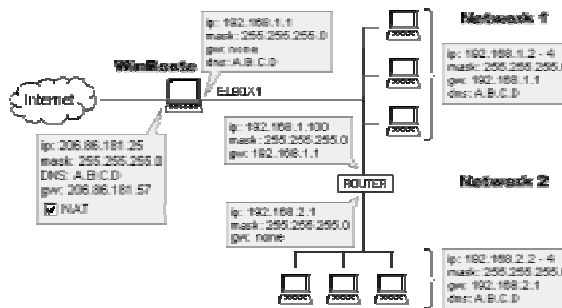 ip: 192.168.1.1
mask: 255.255.255.0
gw: none
dns: A.B.C.D
WinRoute
Internet
ip: 206.86.181.25
mask: 255.255.255.0
DNS: A.B.C.D
gw: 206.86.181.57
NAT
Network 1
ip: 192.168.1.2 - 4
mask: 255.255.255.0
gw: 192.168.1.1
dns: A.B.C.D
ip: 192.168.1.100
mask: 255.255.255.0
gw: 192.168.1.1
ROUTER
ip: 192.168.2.1
mask: 255.255.255.0
gw: none
Network 2
ip: 192.168.2.2 - 4
mask: 255.255.255.0
gw: 192.168.2.1
dns: A.B.C.D